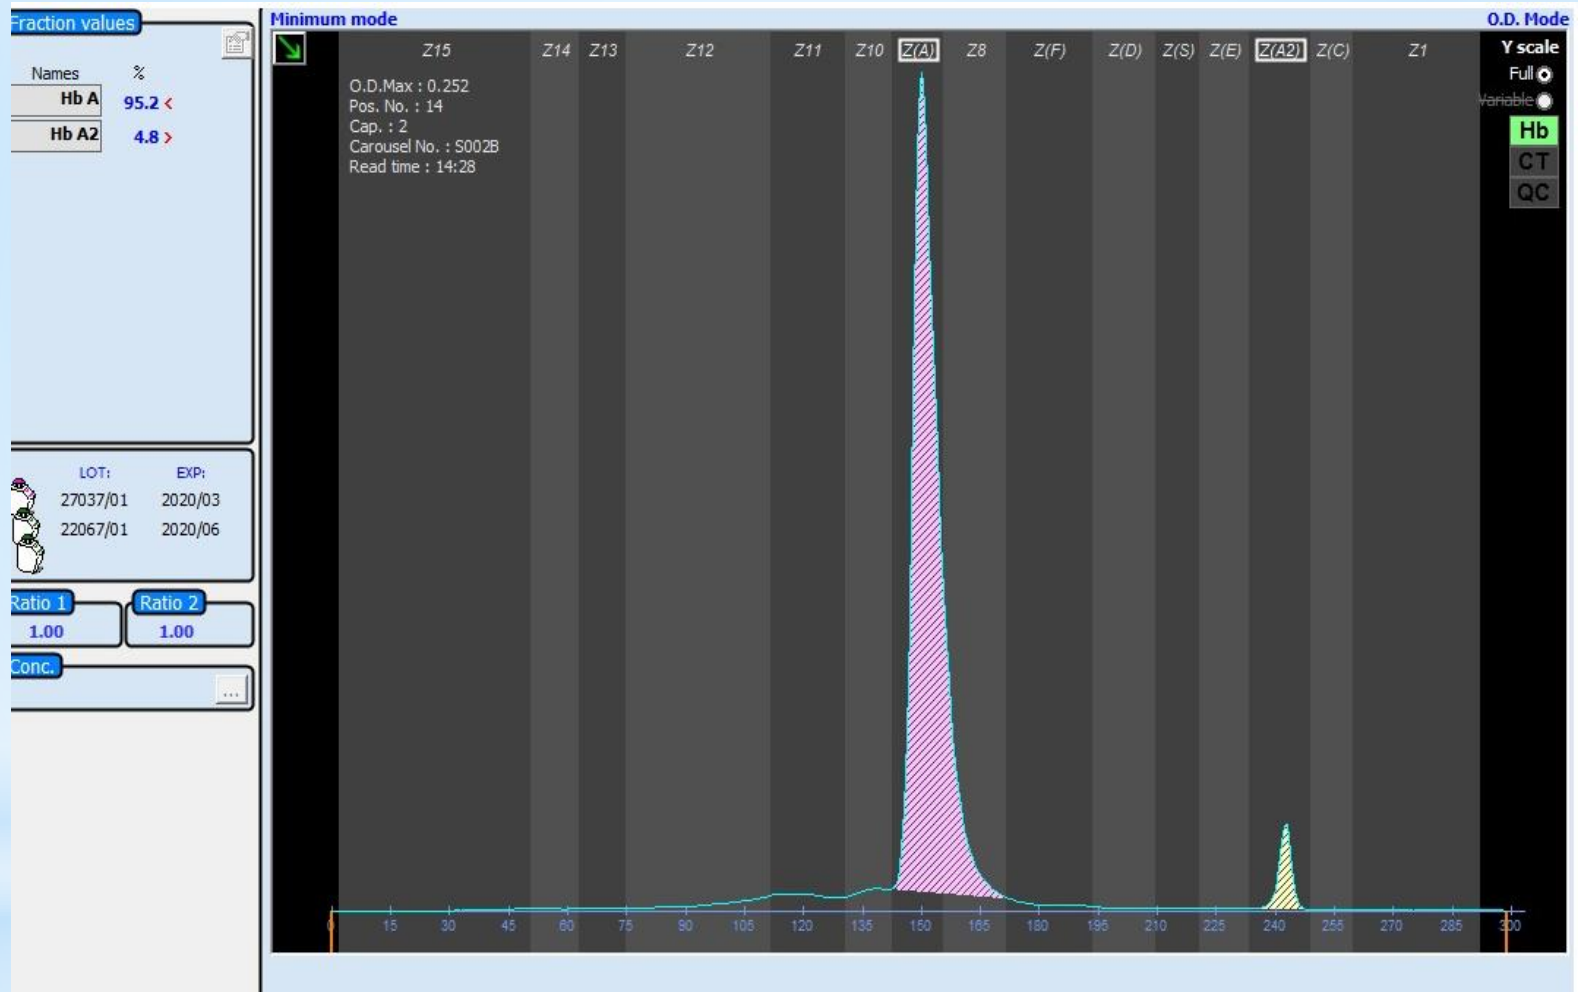 Fraction values
Names %
Hb A 95.2 <
Hb A2 4.8 >
LOT: EXP:
27037/01 2020/03
22067/01 2020/06
Ratio 1 Ratio 2
1.00 1.00
Conc.
...
Minimum mode O.D. Mode
Z15 Z14 Z13 Z12 Z11 Z10 Z(A) Z8 Z(F) Z(D) Z(S) Z(E) Z(A2) Z(C) Z1
O.D.Max : 0.252
Pos. No. : 14
Cap. : 2
Carousel No. : S002B
Read time : 14:28
Y scale
Full
Variable
Hb
CT
QC
0 15 30 45 60 75 90 105 120 135 150 165 180 195 210 225 240 255 270 285 300